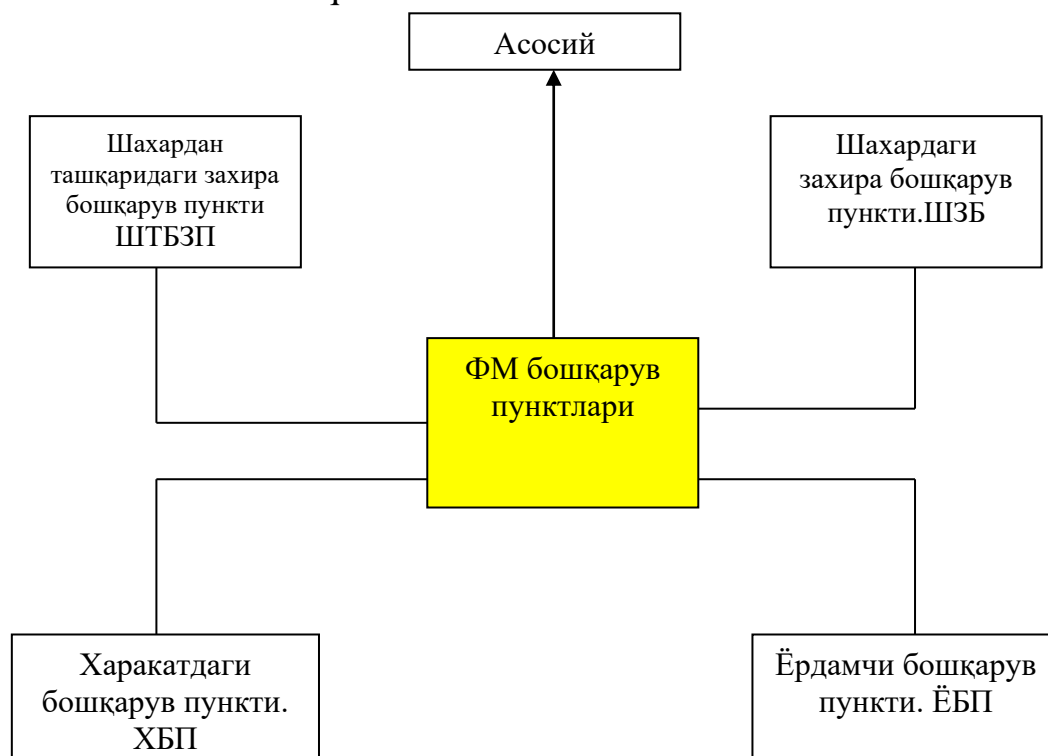 Асосий
Шахардан
ташқаридаги захира
бошқарув пункти
ШТБЗП
Шахардаги
захира бошқарув
пункти.ШЗБ
ФМ бошқарув
пунктлари
Харакатдаги
бошқарув пункти.
ХБП
Ёрдамчи бошқарув
пункти. ЁБП